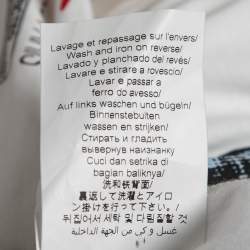 Lavage et repassage sur l'envers/
Wash and iron on reverse/
Lavado y planchado del revés/
Lavare e stirare a rovescio/
Lavar e passar a
ferro do avesso/
Auf links waschen und bügeln/
Binnenstebuiten
wassen en strijken/
Стирать и гладить
вывернув наизнанку
Cuci dan setrika di
bagian baliknya/
洗和烫背面/
裏返して洗濯とアイロ
ン掛けを行って下さい。/
뒤집어서 세탁 및 다림질할 것
غسل و كي من الجهة الداخلية